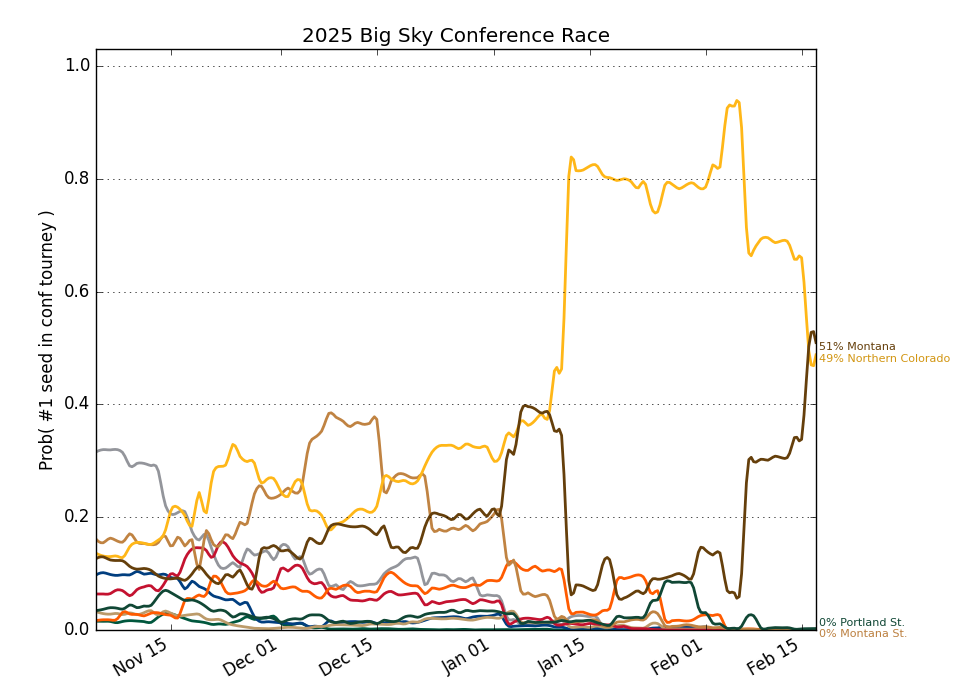 2025 Big Sky Conference Race
Prob( #1 seed in conf tourney )
1.0
0.8
0.6
0.4
0.2
0.0
51% Montana
49% Northern Colorado
0% Portland St.
0% Montana St.
Nov 15
Dec 01
Dec 15
Jan 01
Jan 15
Feb 01
Feb 15